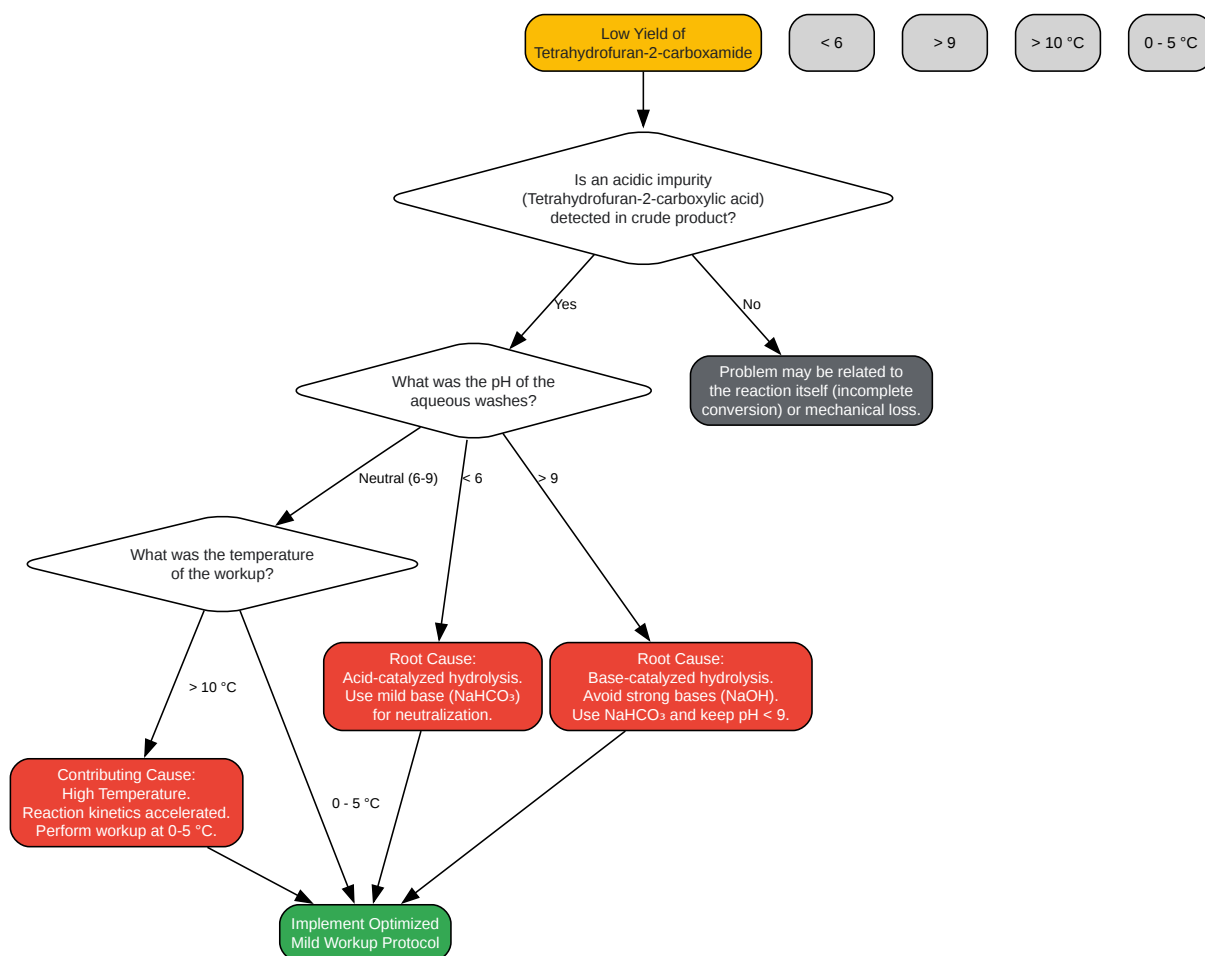 Low Yield of
Tetrahydrofuran-2-carboxamide
< 6
> 9
> 10 °C
0 - 5 °C
Is an acidic impurity
(Tetrahydrofuran-2-carboxylic acid)
detected in crude product?
Yes
No
What was the pH of the
aqueous washes?
Problem may be related to
the reaction itself (incomplete
conversion) or mechanical loss.
Neutral (6-9)
< 6
> 9
What was the temperature
of the workup?
> 10 °C
Root Cause:
Acid-catalyzed hydrolysis.
Use mild base (NaHCO₃)
for neutralization.
Root Cause:
Base-catalyzed hydrolysis.
Avoid strong bases (NaOH).
Use NaHCO₃ and keep pH < 9.
Contributing Cause:
High Temperature.
Reaction kinetics accelerated.
Perform workup at 0-5 °C.
0 - 5 °C
Implement Optimized
Mild Workup Protocol